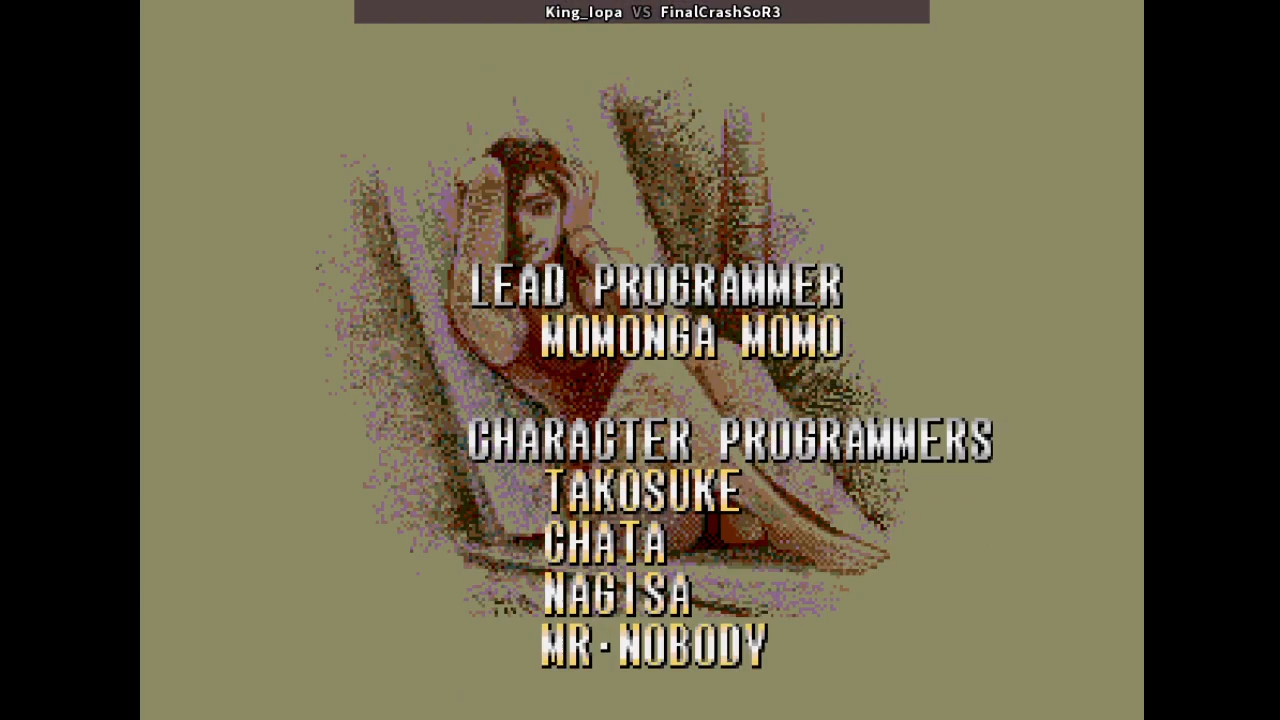 King_Iopa VS FinalCrashSoR3
LEAD PROGRAMMER
MOMONGA MOMO
CHARACTER PROGRAMMERS
TAKOSUKE
CHATA
NAGISA
MR·NOBODY